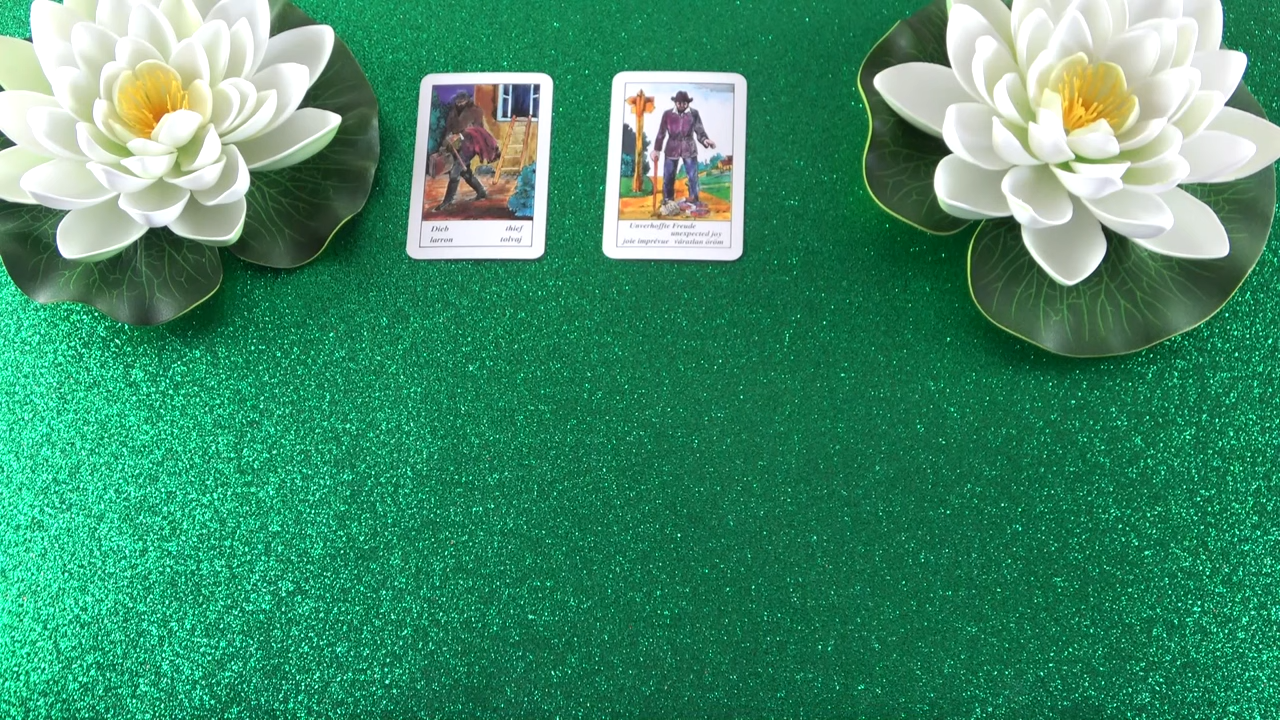 Dieb thief
larron tolvaj
Unverhoffte Freude
unexpected joy
joie imprévue váratlan öröm